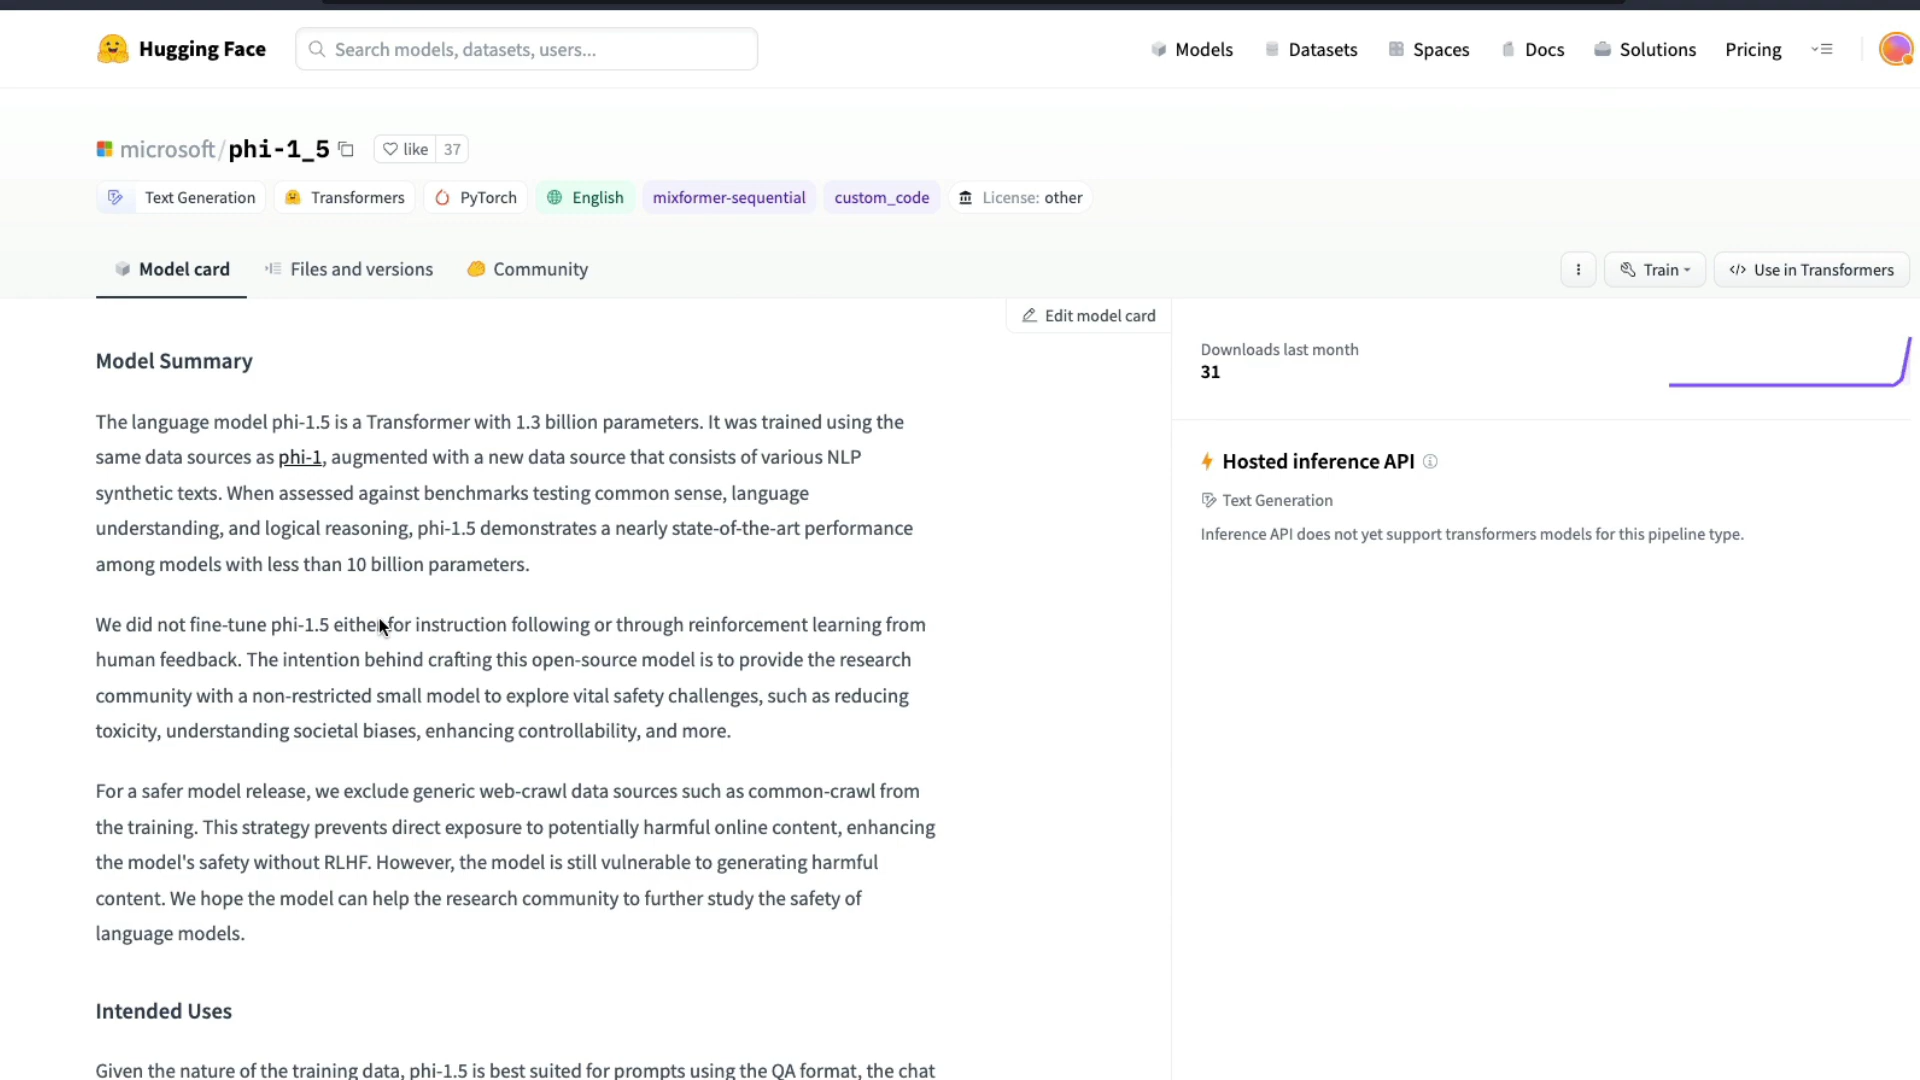 Hugging Face
Search models, datasets, users...
Models
Datasets
Spaces
Docs
Solutions
Pricing
microsoft/phi-1_5
like
37
Text Generation
Transformers
PyTorch
English
mixformer-sequential
custom_code
License: other
Model card
Files and versions
Community
Train
Use in Transformers
Edit model card
Model Summary
The language model phi-1.5 is a Transformer with 1.3 billion parameters. It was trained using the
same data sources as phi-1, augmented with a new data source that consists of various NLP
synthetic texts. When assessed against benchmarks testing common sense, language
understanding, and logical reasoning, phi-1.5 demonstrates a nearly state-of-the-art performance
among models with less than 10 billion parameters.
We did not fine-tune phi-1.5 either for instruction following or through reinforcement learning from
human feedback. The intention behind crafting this open-source model is to provide the research
community with a non-restricted small model to explore vital safety challenges, such as reducing
toxicity, understanding societal biases, enhancing controllability, and more.
For a safer model release, we exclude generic web-crawl data sources such as common-crawl from
the training. This strategy prevents direct exposure to potentially harmful online content, enhancing
the model's safety without RLHF. However, the model is still vulnerable to generating harmful
content. We hope the model can help the research community to further study the safety of
language models.
Intended Uses
Given the nature of the training data, phi-1.5 is best suited for prompts using the QA format, the chat
Downloads last month
31
Hosted inference API
Text Generation
Inference API does not yet support transformers models for this pipeline type.